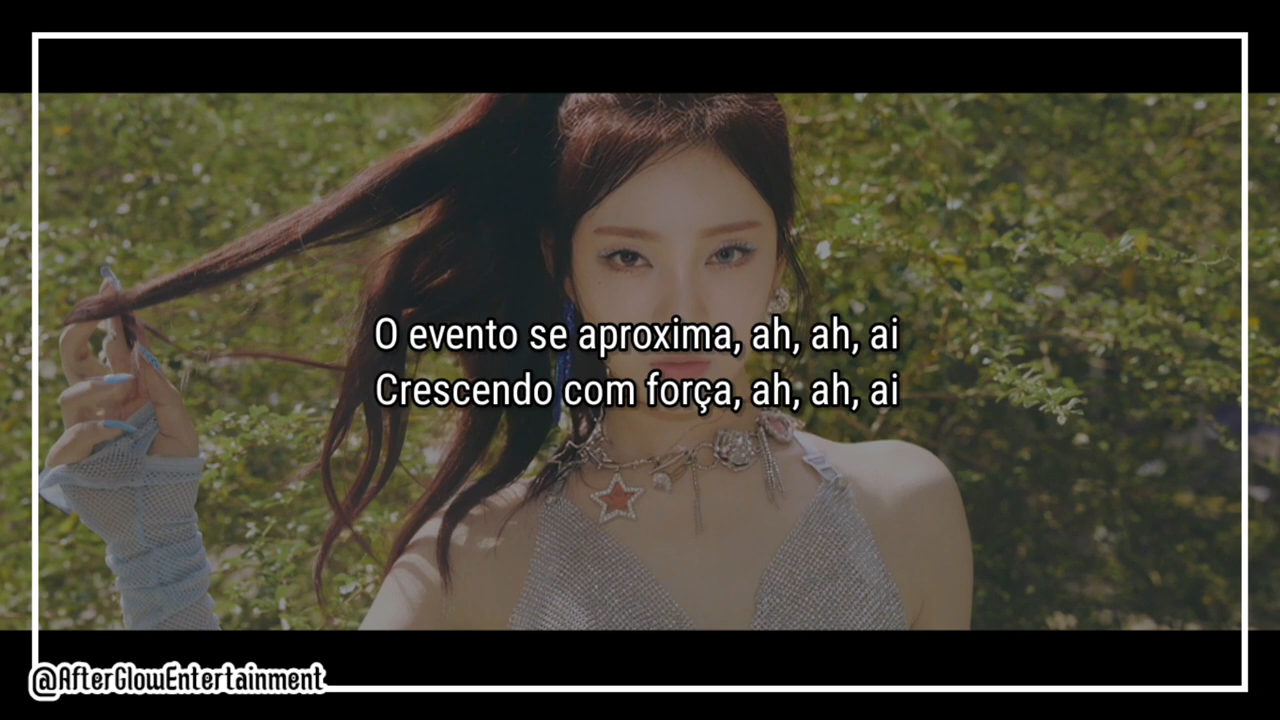 O evento se aproxima, ah, ah, ai
Crescendo com força, ah, ah, ai
@AfterGlowEntertainment